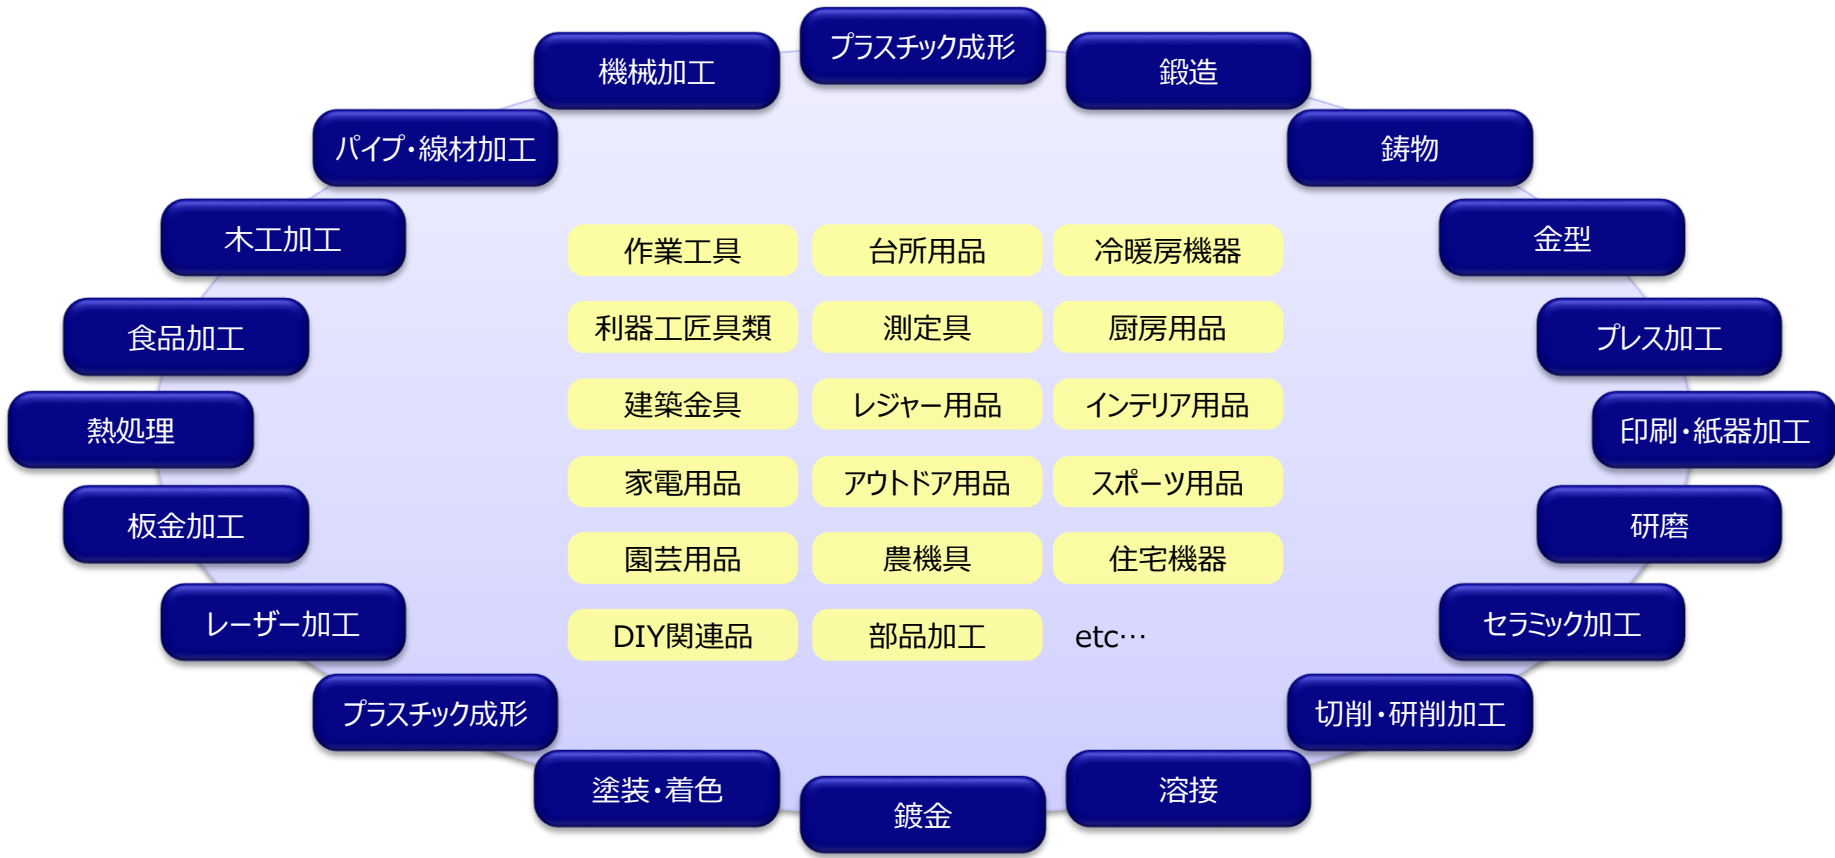 プラスチック成形
機械加工
鍛造
パイプ・線材加工
鋳物
木工加工
金型
作業工具
台所用品
冷暖房機器
食品加工
利器工匠具類
測定具
厨房用品
プレス加工
熱処理
建築金具
レジャー用品
インテリア用品
印刷・紙器加工
家電用品
アウトドア用品
スポーツ用品
板金加工
研磨
園芸用品
農機具
住宅機器
レーザー加工
DIY関連品
部品加工
etc…
セラミック加工
プラスチック成形
切削・研削加工
塗装・着色
溶接
鍍金